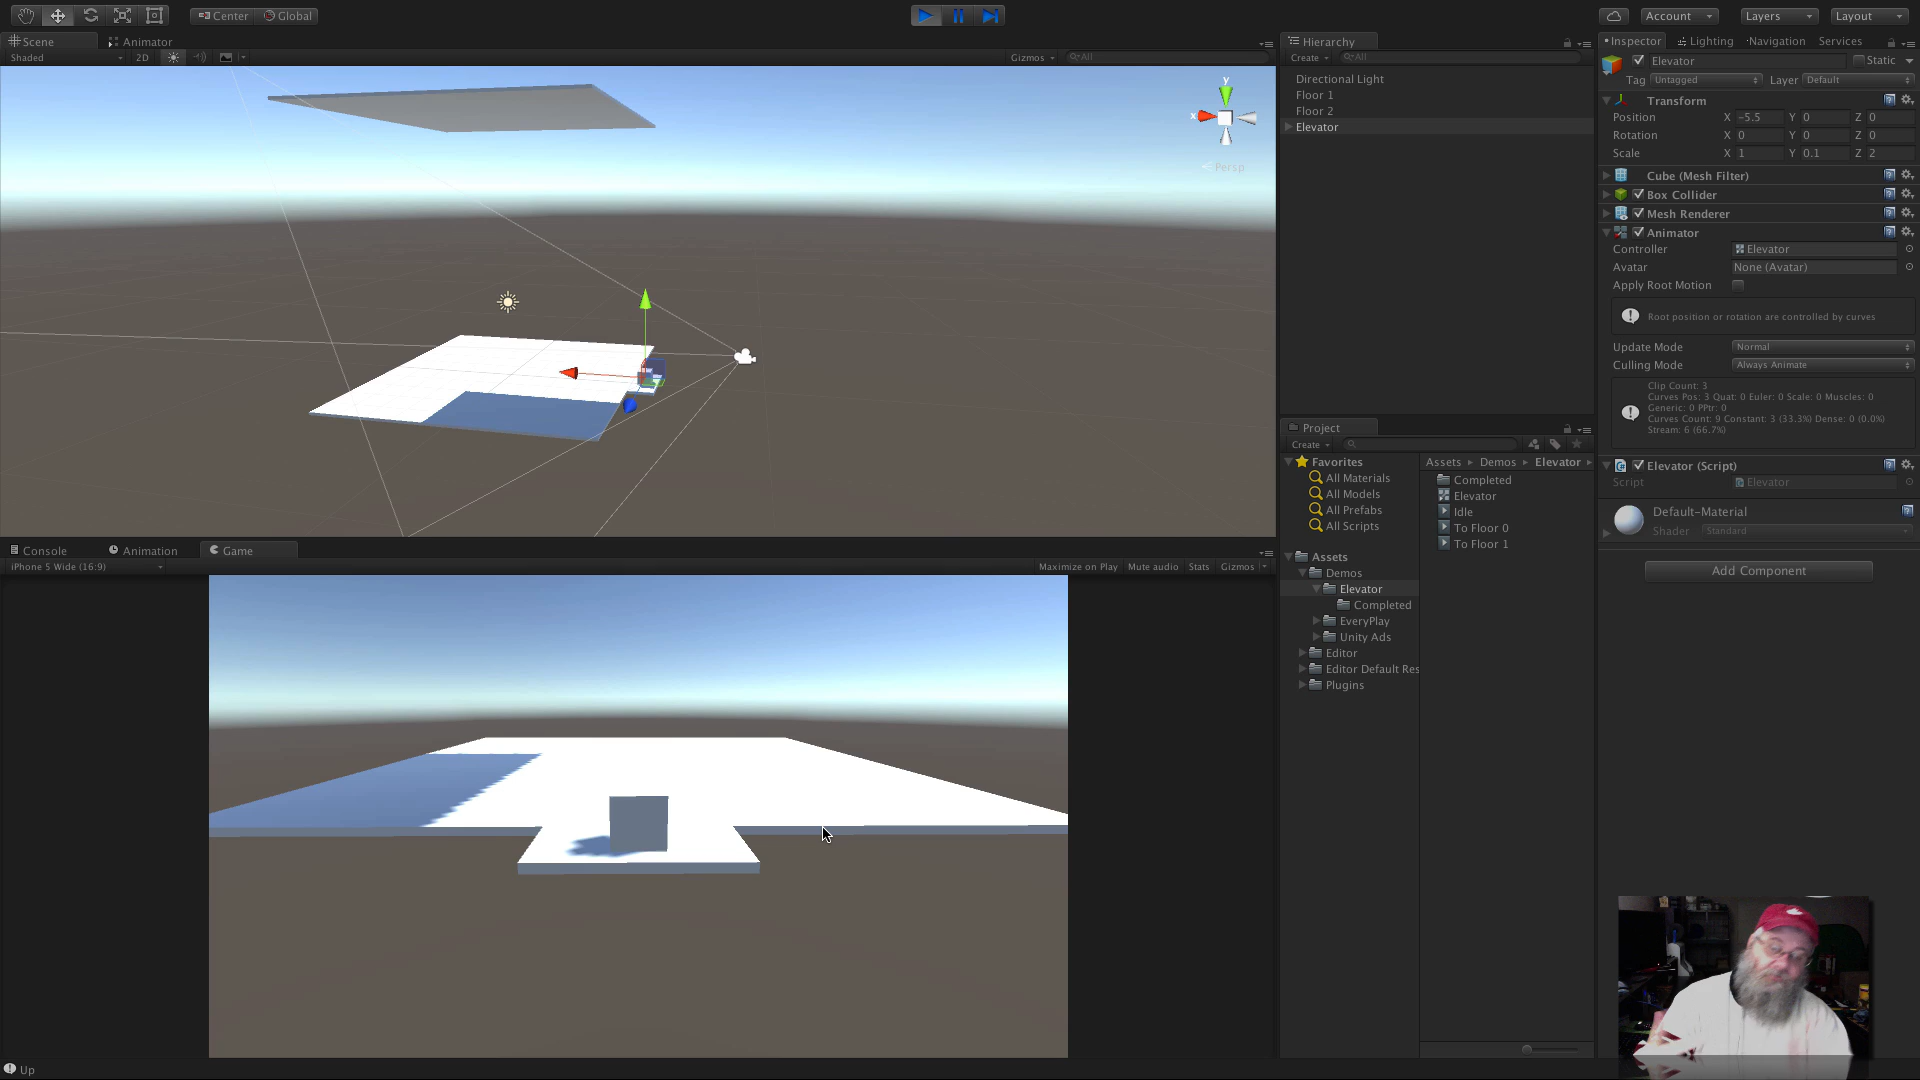 Center
Global
Account
Layers
Layout
Scene
Animator
Shaded
2D
Gizmos
All
y
x
Persp
Hierarchy
Create
All
Directional Light
Floor 1
Floor 2
Elevator
Inspector
Lighting
Navigation
Services
Elevator
Static
Tag
Untagged
Layer
Default
Transform
Position
X
-5.5
Y
0
Z
0
Rotation
X
0
Y
0
Z
0
Scale
X
1
Y
0.1
Z
2
Cube (Mesh Filter)
Box Collider
Mesh Renderer
Animator
Controller
Elevator
Avatar
None (Avatar)
Apply Root Motion
Root position or rotation are controlled by curves
Update Mode
Normal
Culling Mode
Always Animate
Clip Count: 3
Curves Pos: 3 Quat: 0 Euler: 0 Scale: 0 Muscles: 0
Generic: 0 PPtr: 0
Curves Count: 9 Constant: 3 (33.3%) Dense: 0 (0.0%)
Stream: 6 (66.7%)
Elevator (Script)
Script
Elevator
Default-Material
Shader
Standard
Add Component
Project
Create
Favorites
All Materials
All Models
All Prefabs
All Scripts
Assets
Demos
Elevator
Completed
EveryPlay
Unity Ads
Editor
Editor Default Res
Plugins
Assets
Demos
Elevator
Completed
Elevator
Idle
To Floor 0
To Floor 1
Console
Animation
Game
iPhone 5 Wide (16:9)
Maximize on Play
Mute audio
Stats
Gizmos
Up